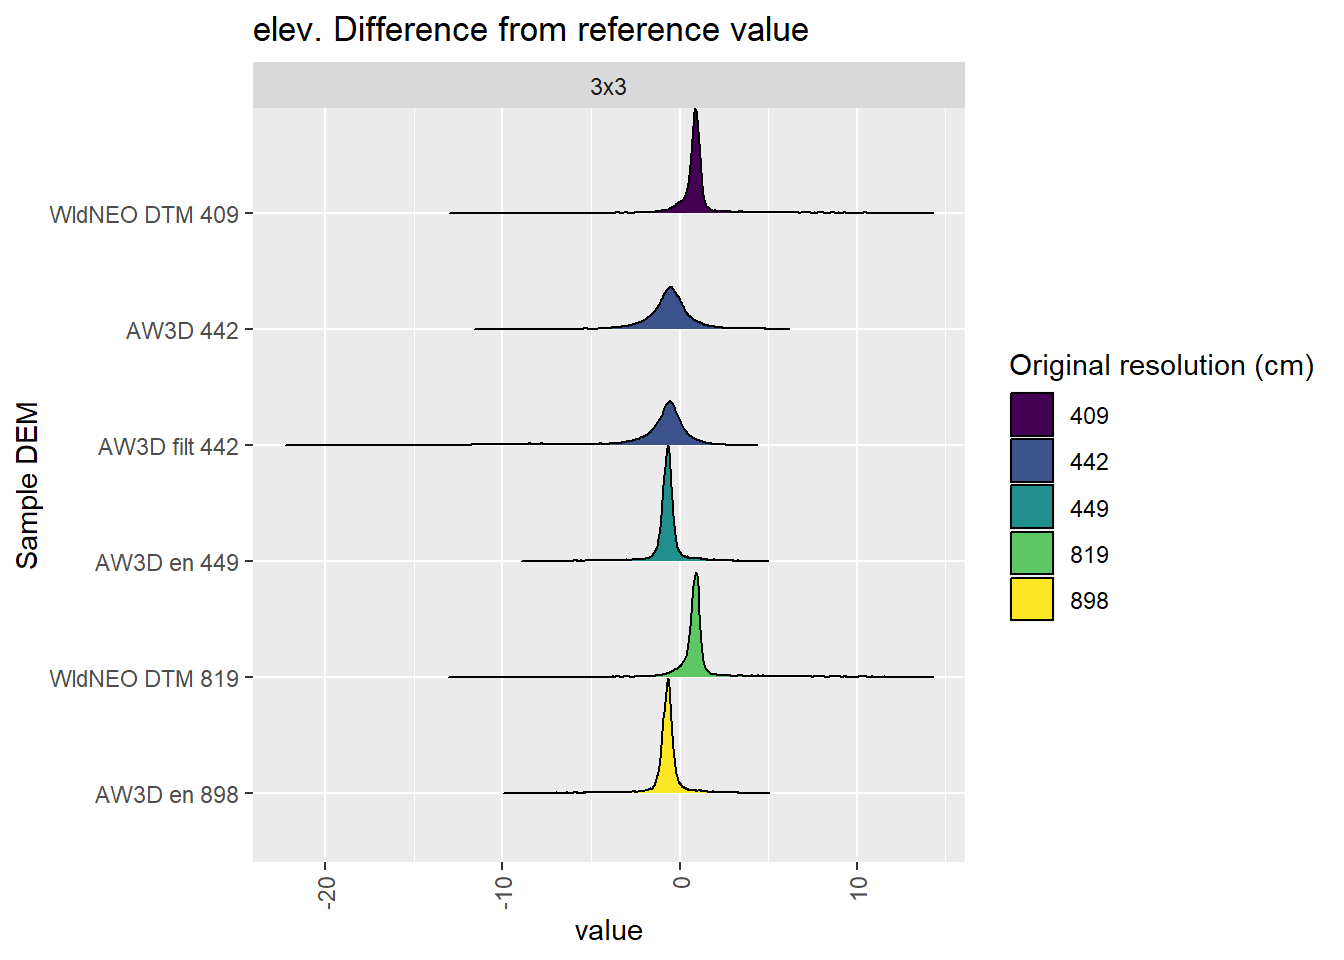 elev. Difference from reference value
3x3
WldNEO DTM 409
AW3D 442
AW3D filt 442
AW3D en 449
WldNEO DTM 819
AW3D en 898
Sample DEM
-20
-10
0
10
value
Original resolution (cm)
409
442
449
819
898